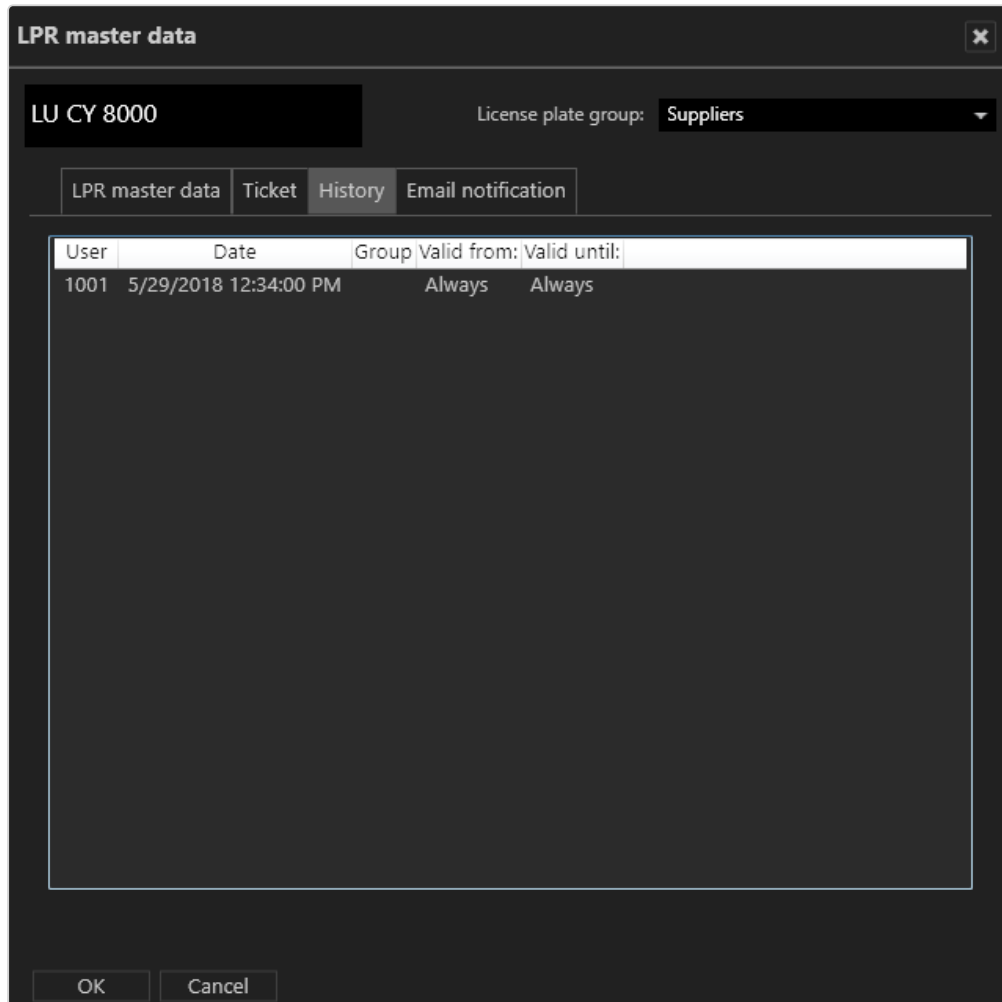 LPR master data
LU CY 8000
License plate group: Suppliers
LPR master data Ticket History Email notification
User Date Group Valid from: Valid until:
1001 5/29/2018 12:34:00 PM Always Always
OK Cancel